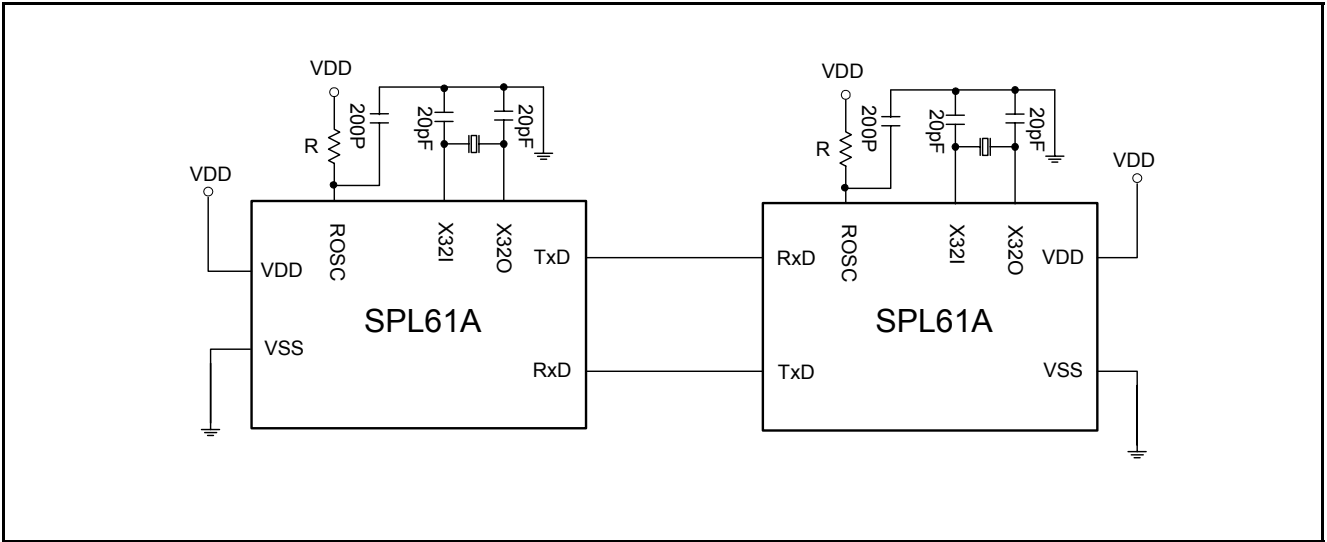 VDD
R
200P
20pF
20pF
VDD
ROSC
X32I
X32O
VDD
VSS
TxD
RxD
SPL61A
VDD
R
200P
20pF
20pF
VDD
ROSC
X32I
X32O
RxD
TxD
VDD
VSS
SPL61A